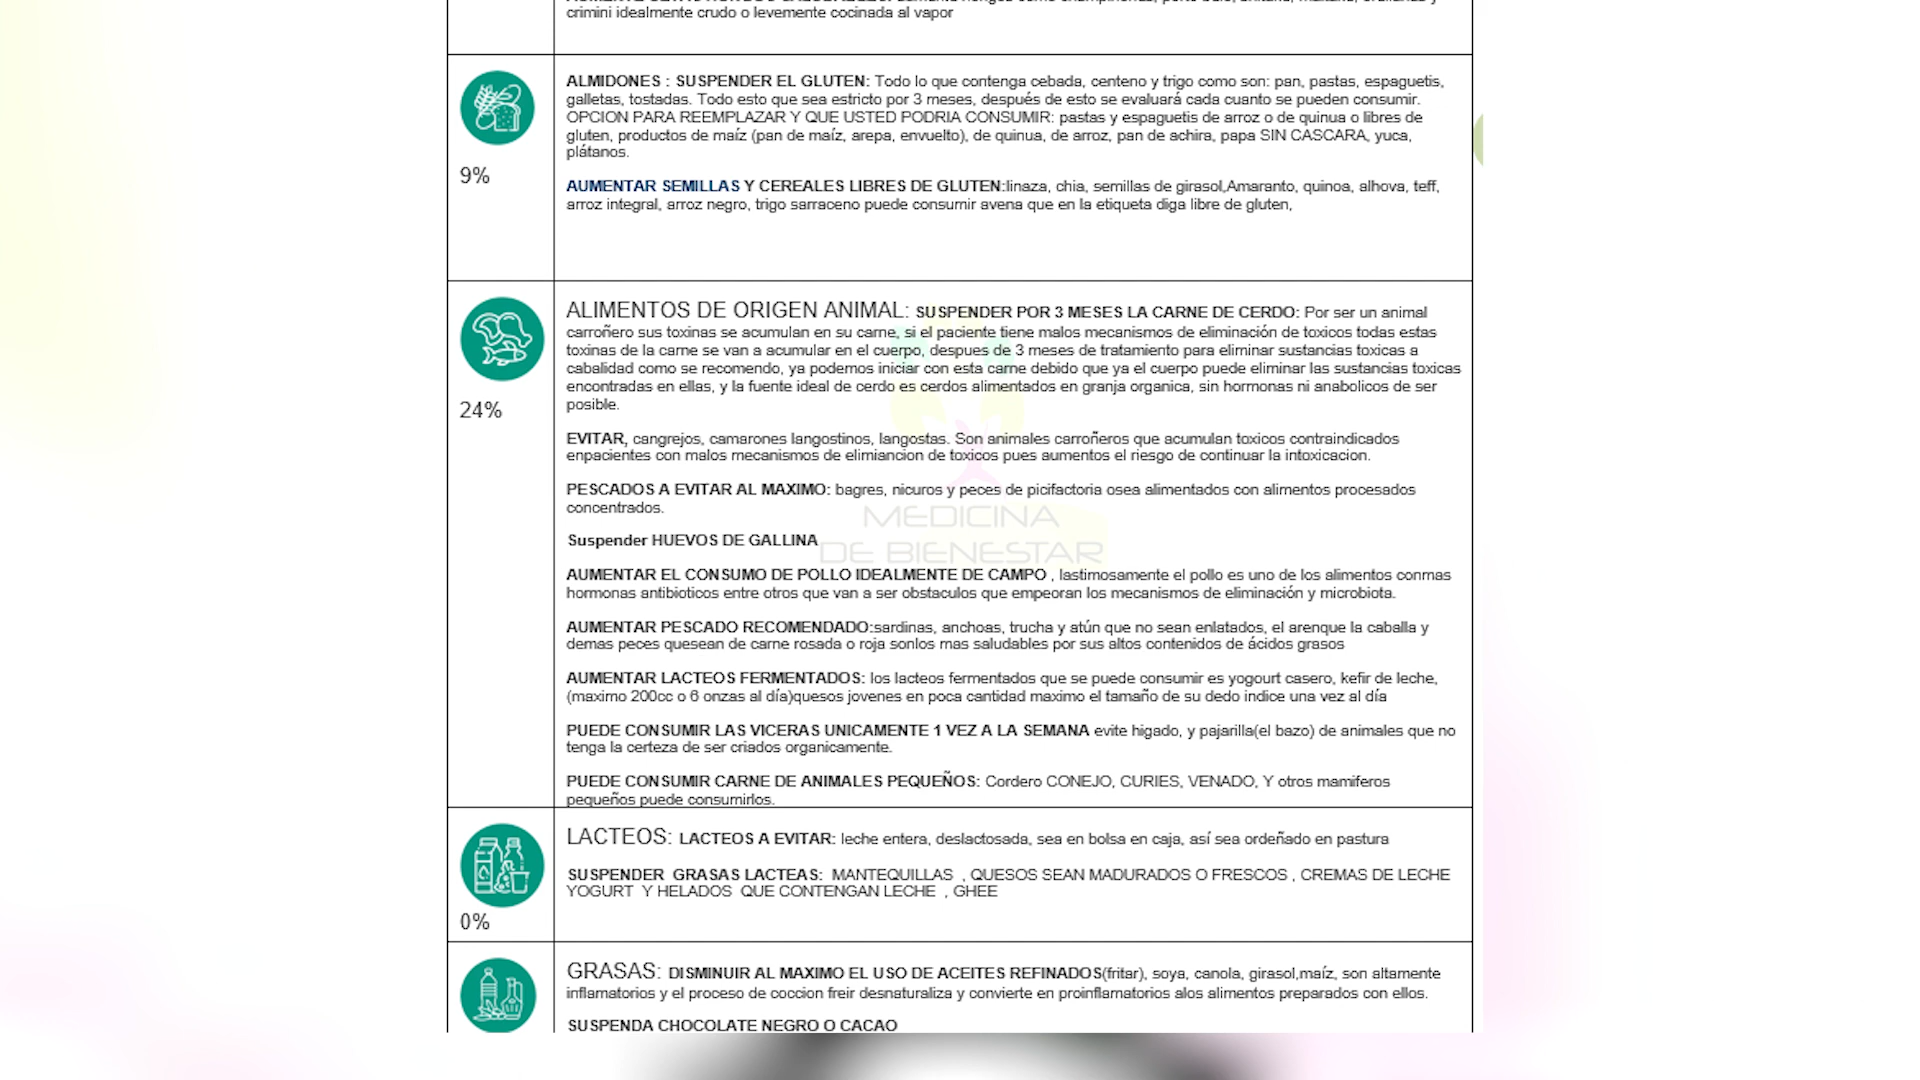 crimini idealmente crudo o levemente cocinada al vapor
ALMIDONES : SUSPENDER EL GLUTEN: Todo lo que contenga cebada, centeno y trigo como son: pan, pastas, espaguetis,
galletas, tostadas. Todo esto que sea estricto por 3 meses, después de esto se evaluará cada cuanto se pueden consumir.
OPCION PARA REEMPLAZAR Y QUE USTED PODRIA CONSUMIR: pastas y espaguetis de arroz o de quinua o libres de
gluten, productos de maíz (pan de maíz, arepa, envuelto), de quinua, de arroz, pan de achira, papa SIN CASCARA, yuca,
plátanos.
9%
AUMENTAR SEMILLAS Y CEREALES LIBRES DE GLUTEN:linaza, chia, semillas de girasol,Amaranto, quinoa, alhova, teff,
arroz integral, arroz negro, trigo sarraceno puede consumir avena que en la etiqueta diga libre de gluten,
ALIMENTOS DE ORIGEN ANIMAL: SUSPENDER POR 3 MESES LA CARNE DE CERDO: Por ser un animal
carroñero sus toxinas se acumulan en su carne, si el paciente tiene malos mecanismos de eliminación de toxicos todas estas
toxinas de la carne se van a acumular en el cuerpo, despues de 3 meses de tratamiento para eliminar sustancias toxicas a
cabalidad como se recomendo, ya podemos iniciar con esta carne debido que ya el cuerpo puede eliminar las sustancias toxicas
encontradas en ellas, y la fuente ideal de cerdo es cerdos alimentados en granja organica, sin hormonas ni anabolicos de ser
posible.
24%
EVITAR, cangrejos, camarones langostinos, langostas. Son animales carroñeros que acumulan toxicos contraindicados
enpacientes con malos mecanismos de elimiancion de toxicos pues aumentos el riesgo de continuar la intoxicacion.
PESCADOS A EVITAR AL MAXIMO: bagres, nicuros y peces de picifactoria osea alimentados con alimentos procesados
concentrados.
MEDICINA
DE BIENESTAR
Suspender HUEVOS DE GALLINA
AUMENTAR EL CONSUMO DE POLLO IDEALMENTE DE CAMPO , lastimosamente el pollo es uno de los alimentos conmas
hormonas antibioticos entre otros que van a ser obstaculos que empeoran los mecanismos de eliminación y microbiota.
AUMENTAR PESCADO RECOMENDADO:sardinas, anchoas, trucha y atún que no sean enlatados, el arenque la caballa y
demas peces quesean de carne rosada o roja sonlos mas saludables por sus altos contenidos de ácidos grasos
AUMENTAR LACTEOS FERMENTADOS: los lacteos fermentados que se puede consumir es yogourt casero, kefir de leche,
(maximo 200cc o 6 onzas al día)quesos jovenes en poca cantidad maximo el tamaño de su dedo indice una vez al día
PUEDE CONSUMIR LAS VICERAS UNICAMENTE 1 VEZ A LA SEMANA evite higado, y pajarilla(el bazo) de animales que no
tenga la certeza de ser criados organicamente.
PUEDE CONSUMIR CARNE DE ANIMALES PEQUEÑOS: Cordero CONEJO, CURIES, VENADO, Y otros mamiferos
pequeños puede consumirlos.
LACTEOS: LACTEOS A EVITAR: leche entera, deslactosada, sea en bolsa en caja, así sea ordeñado en pastura
SUSPENDER GRASAS LACTEAS: MANTEQUILLAS , QUESOS SEAN MADURADOS O FRESCOS , CREMAS DE LECHE
YOGURT Y HELADOS QUE CONTENGAN LECHE , GHEE
0%
GRASAS: DISMINUIR AL MAXIMO EL USO DE ACEITES REFINADOS(fritar), soya, canola, girasol,maíz, son altamente
inflamatorios y el proceso de coccion freir desnaturaliza y convierte en proinflamatorios alos alimentos preparados con ellos.
SUSPENDA CHOCOLATE NEGRO O CACAO